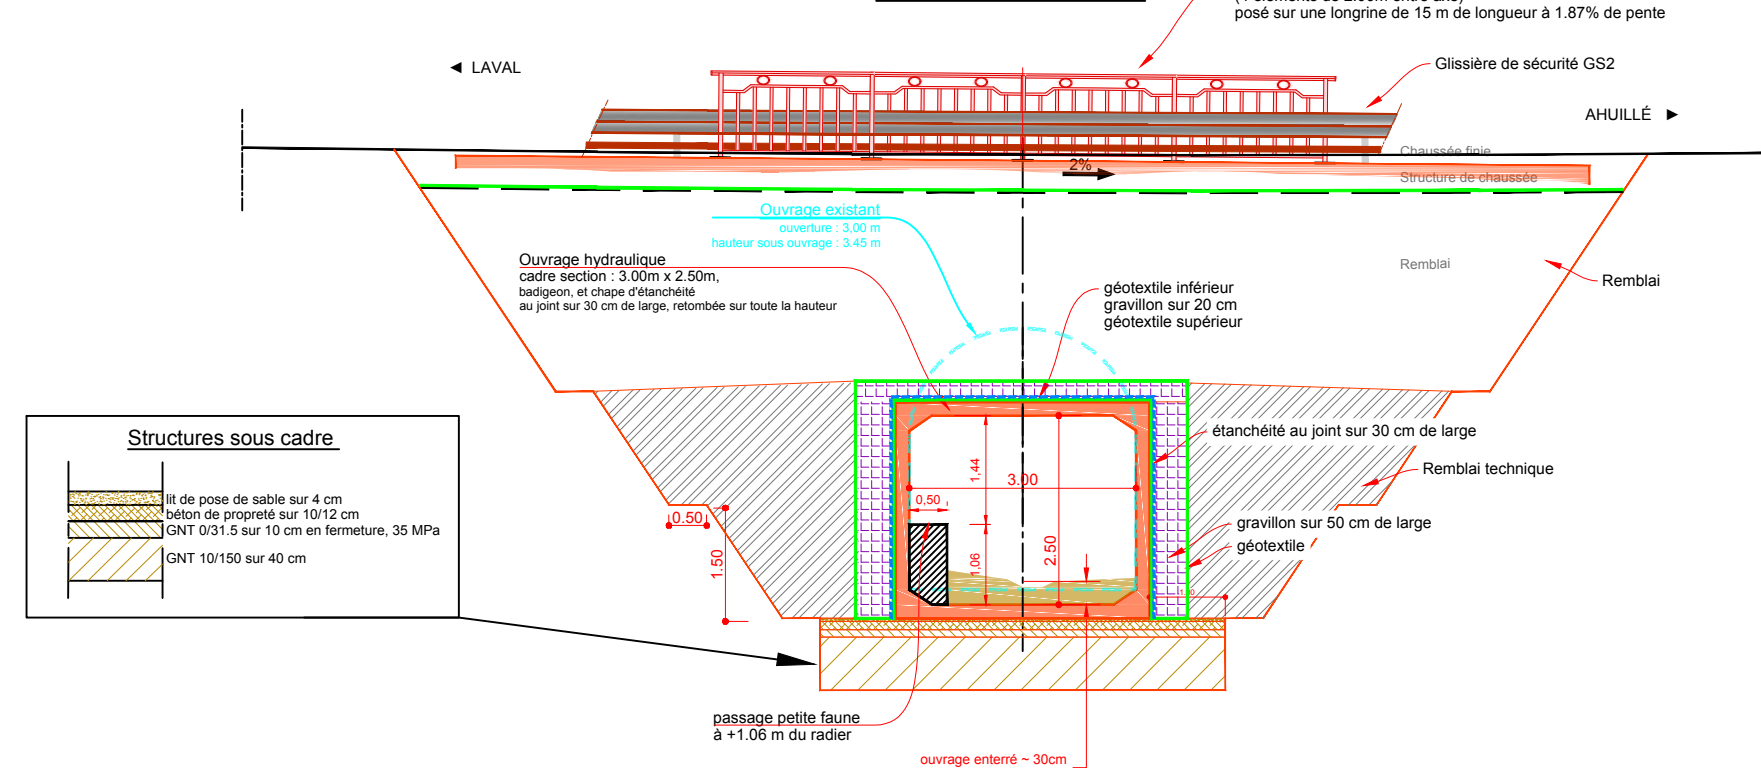 posé sur une longrine de 15 m de longueur à 1.87% de pente
◄ LAVAL
Glissière de sécurité GS2
AHUILLÉ ►
Chaussée finie
2%
Structure de chaussée
Ouvrage existant
ouverture : 3,00 m
hauteur sous ouvrage : 3.45 m
Ouvrage hydraulique
cadre section : 3.00m x 2.50m,
badigeon, et chape d'étanchéité
au joint sur 30 cm de large, retombée sur toute la hauteur
géotextile inférieur
gravillon sur 20 cm
géotextile supérieur
Remblai
Remblai
Structures sous cadre
lit de pose de sable sur 4 cm
béton de propreté sur 10/12 cm
GNT 0/31.5 sur 10 cm en fermeture, 35 MPa
GNT 10/150 sur 40 cm
étanchéité au joint sur 30 cm de large
Remblai technique
1,44
3.00
0,50
0.50
1.50
1,06
2.50
gravillon sur 50 cm de large
géotextile
passage petite faune
à +1.06 m du radier
ouvrage enterré ~ 30cm